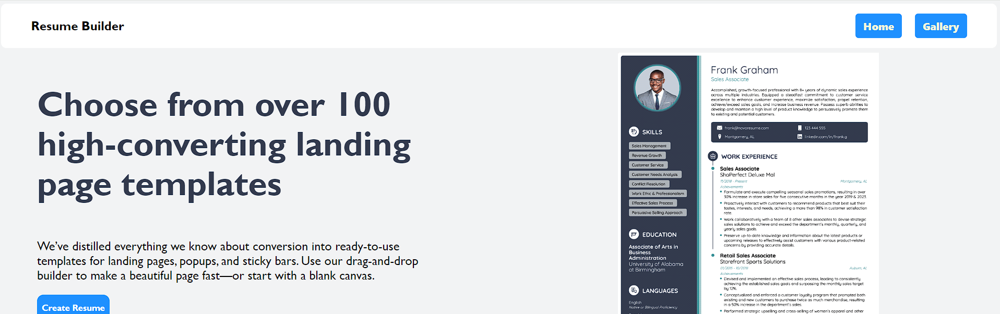 Resume Builder
Home
Gallery
Choose from over 100
high-converting landing
page templates
We’ve distilled everything we know about conversion into ready-to-use
templates for landing pages, popups, and sticky bars. Use our drag-and-drop
builder to make a beautiful page fast—or start with a blank canvas.
Create Resume
SKILLS
Sales Management
Revenue Growth
Customer Service
Customer Needs Analysis
Conflict Resolution
Work Ethic & Professionalism
Effective Sales Process
Persuasive Selling Approach
EDUCATION
Associate of Arts in
Business
Administration
University of Alabama
at Birmingham
LANGUAGES
English
Native or Bilingual Proficiency
Frank Graham
Sales Associate
Accomplished, growth-focused professional with 8+ years of dynamic sales experience
across multiple industries. Equipped a steadfast commitment to customer service
excellence to enhance customer experience, maximize satisfaction, propel retention,
achieve/exceed sales goals, and increase business revenue. Possess superb abilities to
develop and maintain a high level of product knowledge to persuasively promote them
to existing and potential customers.
frank@novoresume.com
123 444 555
Montgomery, AL
linkedin.com/in/frank.g
WORK EXPERIENCE
Sales Associate
ShoPerfect Deluxe Mal
11/2018 - Present
Montgomery, AL
Achievements
Formulate and execute compelling seasonal sales promotions, resulting in over
30% increase in-store sales for five consecutive months in the year 2019 & 2023.
Proactively interact with customers to recommend products that best suit their
tastes, interests, and needs, achieving a more than 98% in customer satisfaction
rate.
Work collaboratively with a team of 8 other sales associates to devise strategic
sales solutions to achieve and exceed the department's monthly, quarterly, and
yearly sales goals.
Preserve up-to-date knowledge and information about the latest products or
upcoming releases to effectively assist customers with various product-related
concerns by providing accurate details.
Retail Sales Associate
Storefront Sports Solutions
01/2015 - 10/2018
Auburn, AL
Achievements
Devised and implemented an effective sales process, leading to consistently
achieving the established sales goals and surpassing the monthly sales target
by 12%.
Conceptualized and enforced a customer loyalty program that prompted both
existing and new customers to purchase twice as much merchandise, resulting
in a 50% increase in the department's sales.
Performed strategic upselling and cross-selling of women's apparel and other